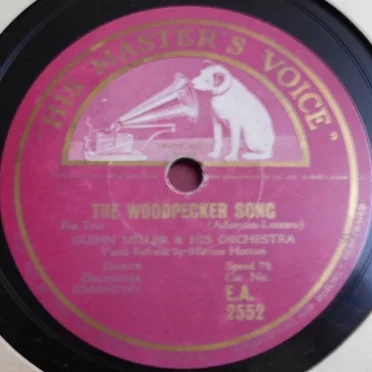 "HIS MASTER'S VOICE"
THE WOODPECKER SONG
Fox Trot (Adamson-Lazzaro)
GLENN MILLER & HIS ORCHESTRA
Vocal Refrain by Marion Hutton
Speed 78
Cat. No.
E.A.
2552